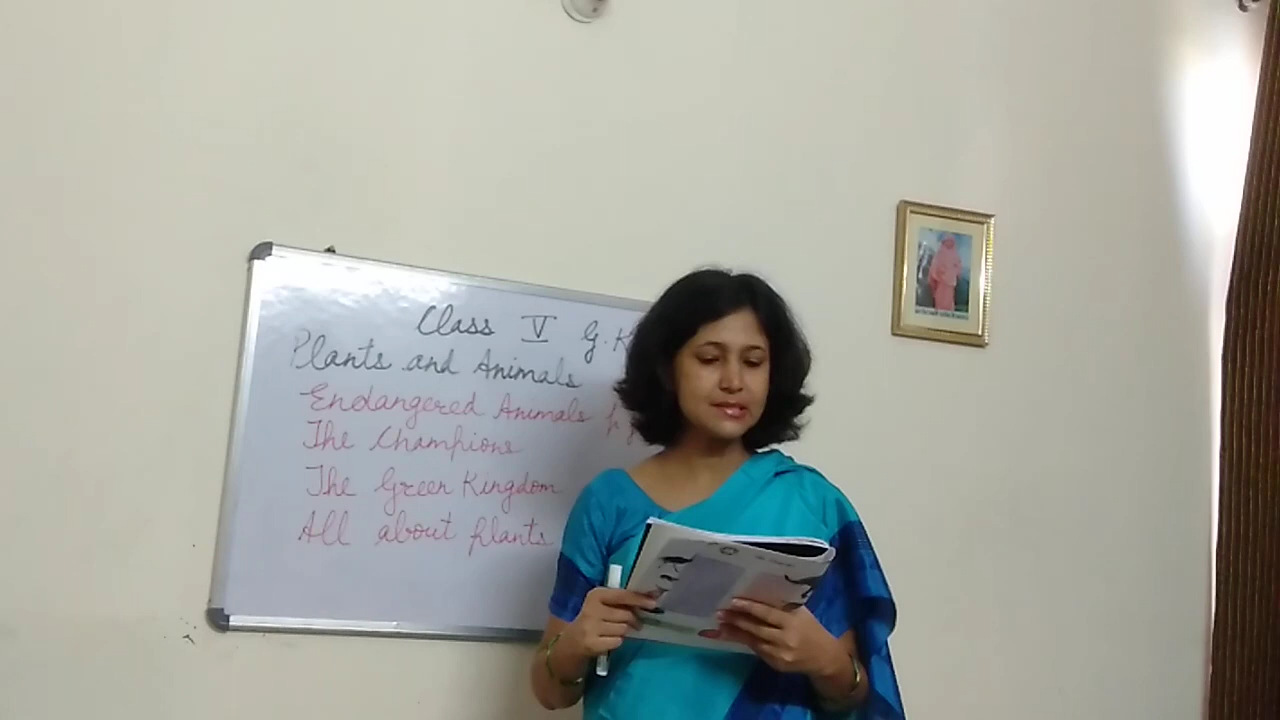 Class V G.K
Plants and Animals
Endangered Animals
The Champions
The Green Kingdom
All about plants